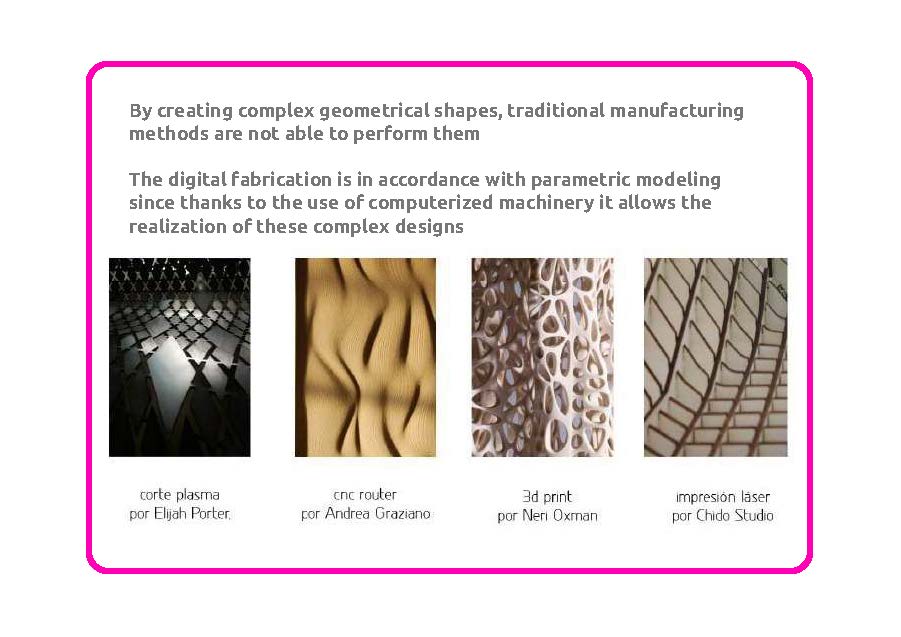 By creating complex geometrical shapes, traditional manufacturing
methods are not able to perform them
The digital fabrication is in accordance with parametric modeling
since thanks to the use of computerized machinery it allows the
realization of these complex designs
corte plasma
por Elijah Porter.
cnc router
por Andrea Graziano
3d print
por Neri Oxman
impresión láser
por Chido Studio